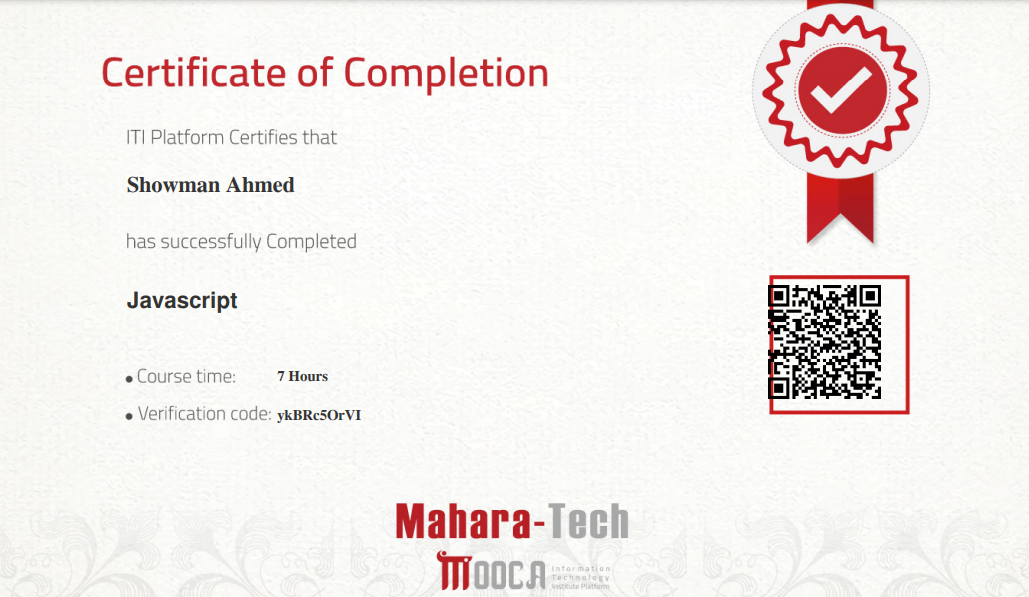 Certificate of Completion
ITI Platform Certifies that
Showman Ahmed
has successfully Completed
Javascript
Course time: 7 Hours
Verification code: ykBRc5OrVI
Mahara-Tech
MOOCA Information
Technology
Institute Platform